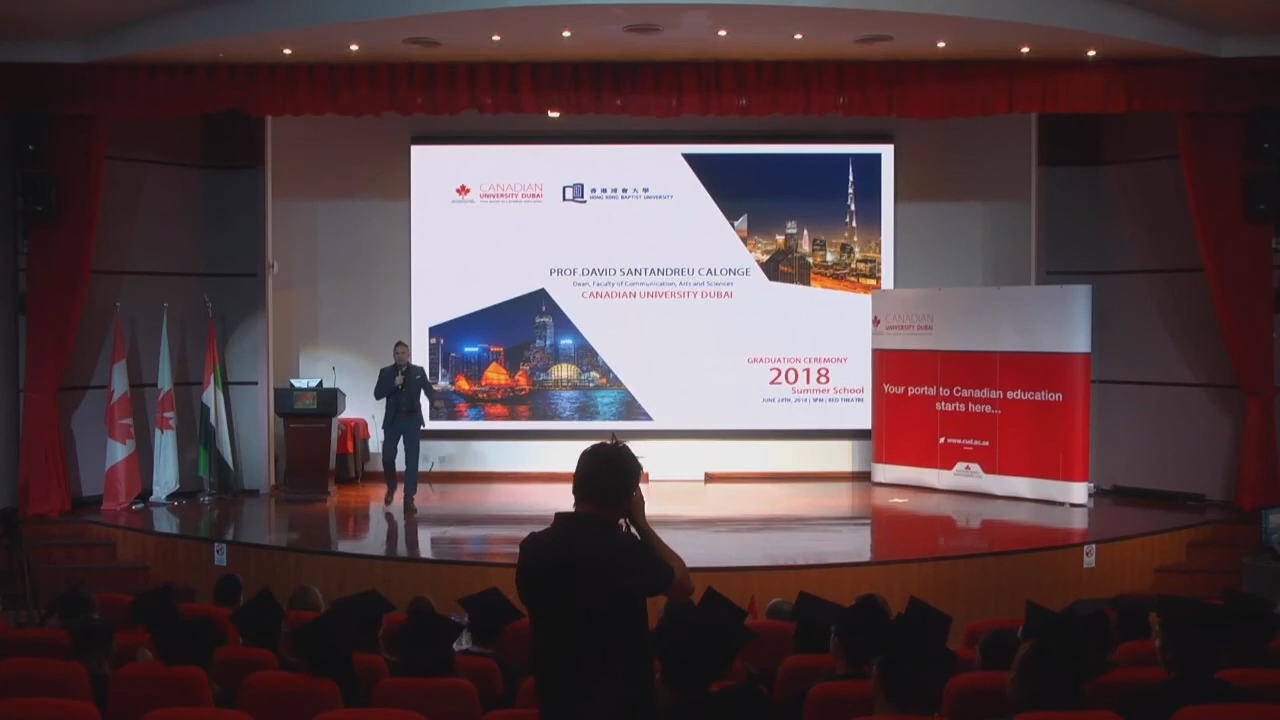 CANADIAN
UNIVERSITY DUBAI
香港浸會大學
HONG KONG BAPTIST UNIVERSITY
PROF.DAVID SANTANDREU CALONGE
Dean, Faculty of Communication, Arts and Sciences
CANADIAN UNIVERSITY DUBAI
GRADUATION CEREMONY
2018
Summer School
JUNE 28TH, 2018 | 5PM | RED THEATRE
CANADIAN
UNIVERSITY DUBAI
Your portal to Canadian education
starts here...
www.cud.ac.ae